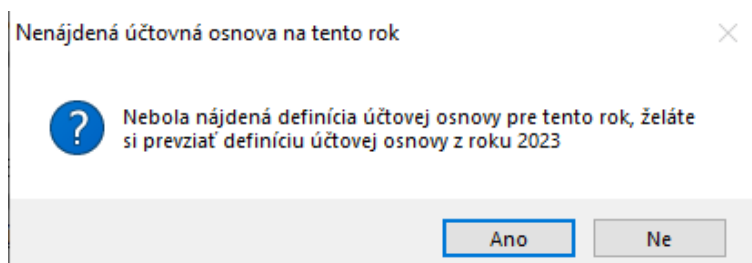 Nenájdená účtovná osnova na tento rok
Nebola nájdená definícia účtovej osnovy pre tento rok, želáte
si prevziať definíciu účtovej osnovy z roku 2023
Ano
Ne